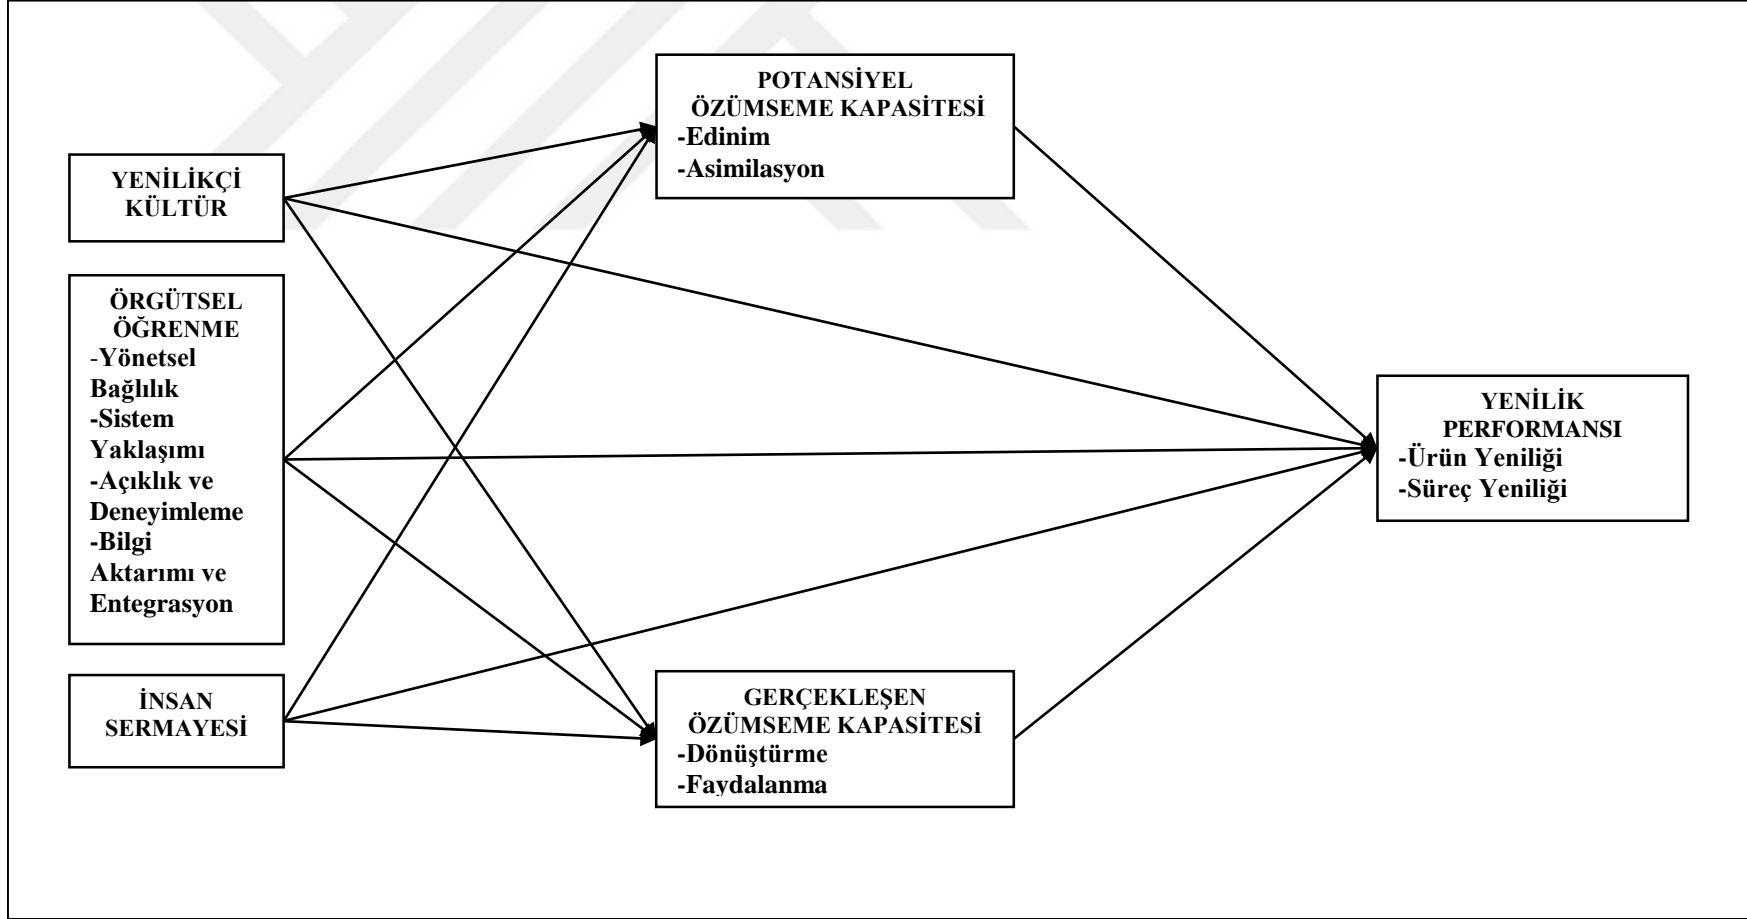 YENİLİKÇİ
KÜLTÜR
ÖRGÜTSEL
ÖĞRENME
-Yönetsel
Bağlılık
-Sistem
Yaklaşımı
-Açıklık ve
Deneyimleme
-Bilgi
Aktarımı ve
Entegrasyon
İNSAN
SERMAYESİ
POTANSİYEL
ÖZÜMSEME KAPASİTESİ
-Edinim
-Asimilasyon
GERÇEKLEŞEN
ÖZÜMSEME KAPASİTESİ
-Dönüştürme
-Faydalanma
YENİLİK
PERFORMANSI
-Ürün Yeniliği
-Süreç Yeniliği